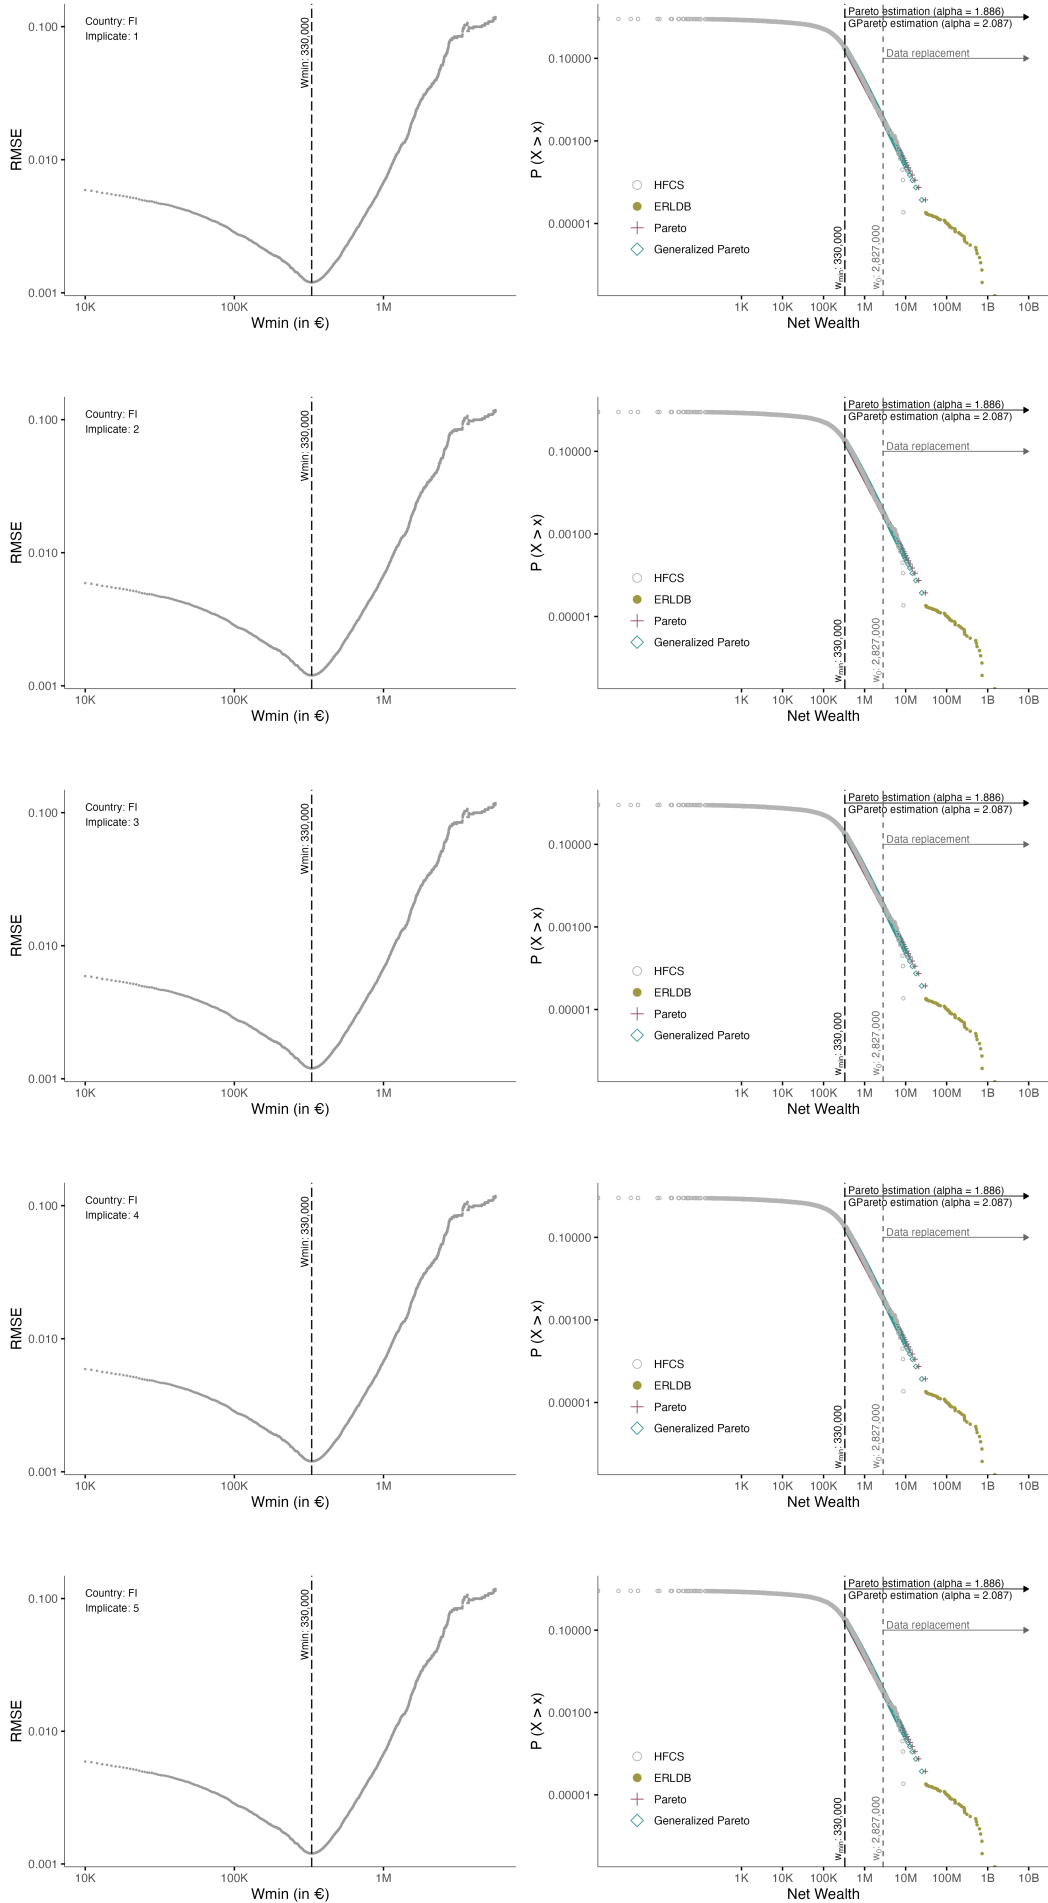 Country: FI
Implicate: 1
Wmin: 330,000
0.100
0.010
0.001
RMSE
10K
100K
1M
Wmin (in €)
Pareto estimation (alpha = 1.886)
GPareto estimation (alpha = 2.087)
Data replacement
0.10000
0.00100
0.00001
P (X > x)
HFCS
ERLDB
Pareto
Generalized Pareto
wmin: 330,000
w0: 2,827,000
1K
10K
100K
1M
10M
100M
1B
10B
Net Wealth
Country: FI
Implicate: 2
Wmin: 330,000
0.100
0.010
0.001
RMSE
10K
100K
1M
Wmin (in €)
Pareto estimation (alpha = 1.886)
GPareto estimation (alpha = 2.087)
Data replacement
0.10000
0.00100
0.00001
P (X > x)
HFCS
ERLDB
Pareto
Generalized Pareto
wmin: 330,000
w0: 2,827,000
1K
10K
100K
1M
10M
100M
1B
10B
Net Wealth
Country: FI
Implicate: 3
Wmin: 330,000
0.100
0.010
0.001
RMSE
10K
100K
1M
Wmin (in €)
Pareto estimation (alpha = 1.886)
GPareto estimation (alpha = 2.087)
Data replacement
0.10000
0.00100
0.00001
P (X > x)
HFCS
ERLDB
Pareto
Generalized Pareto
wmin: 330,000
w0: 2,827,000
1K
10K
100K
1M
10M
100M
1B
10B
Net Wealth
Country: FI
Implicate: 4
Wmin: 330,000
0.100
0.010
0.001
RMSE
10K
100K
1M
Wmin (in €)
Pareto estimation (alpha = 1.886)
GPareto estimation (alpha = 2.087)
Data replacement
0.10000
0.00100
0.00001
P (X > x)
HFCS
ERLDB
Pareto
Generalized Pareto
wmin: 330,000
w0: 2,827,000
1K
10K
100K
1M
10M
100M
1B
10B
Net Wealth
Country: FI
Implicate: 5
Wmin: 330,000
0.100
0.010
0.001
RMSE
10K
100K
1M
Wmin (in €)
Pareto estimation (alpha = 1.886)
GPareto estimation (alpha = 2.087)
Data replacement
0.10000
0.00100
0.00001
P (X > x)
HFCS
ERLDB
Pareto
Generalized Pareto
wmin: 330,000
w0: 2,827,000
1K
10K
100K
1M
10M
100M
1B
10B
Net Wealth